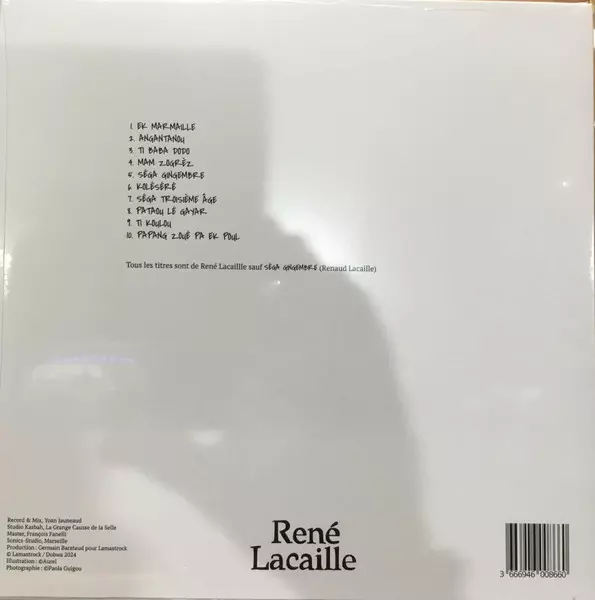 1. EK MARMAILLE
2. ANGANTANOU
3. TI BABA DODO
4. MAM ZOGRÈZ
5. SÉGA GINGEMBRE
6. KOLÉSÉRÉ
7. SÉGA TROISIÈME ÂGE
8. PATAOU LÉ GAYAR
9. TI KOULOU
10. PAPANG ZOUÉ PA EK POUL
Tous les titres sont de René Lacaillle sauf SÉGA GINGEMBRE (Renaud Lacaille)
Record & Mix, Yoan Jauneaud
Studio Kasbah, La Grange Causse de la Selle
Master, François Fanelli
Sonics-Studio, Marseille
Production : Germain Barataud pour Lamastrock
© Lamastrock / Dobwa 2024
Illustration : ©Aurel
Photographie : ©Paola Guigou
René
Lacaille
3 666946 008660